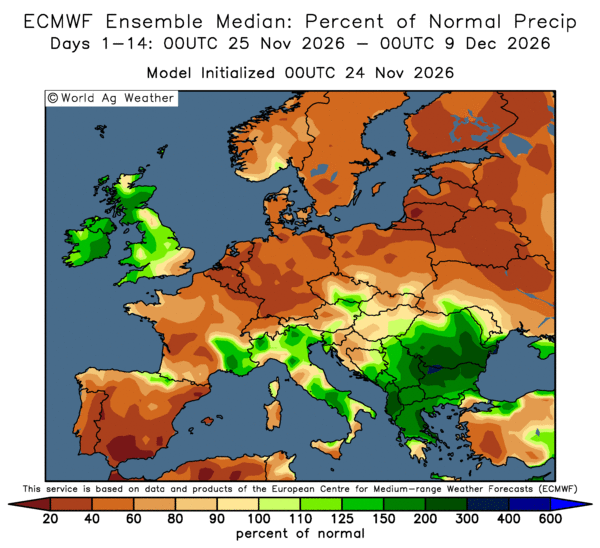 ECMWF Ensemble Median: Percent of Normal Precip
Days 1–14: 00UTC 25 Nov 2026 – 00UTC 9 Dec 2026
Model Initialized 00UTC 24 Nov 2026
©World Ag Weather
This service is based on data and products of the European Centre for Medium-range Weather Forecasts (ECMWF)
20 40 60 80 90 100 110 125 150 200 300 400 600
percent of normal